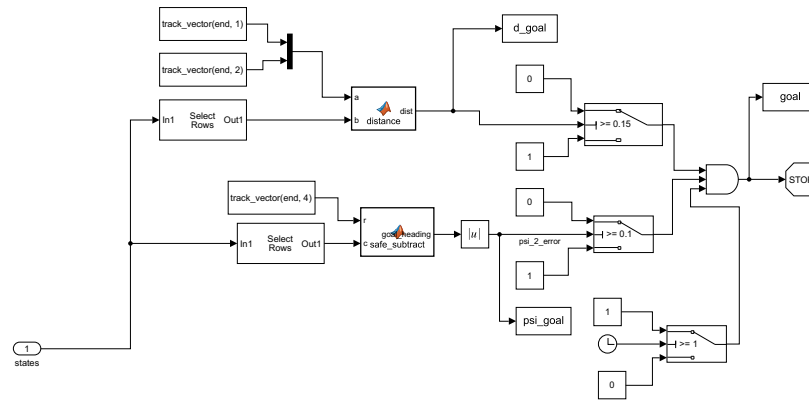 track_vector(end, 1)
track_vector(end, 2)
In1 Select Rows Out1
a
b
dist
distance
d_goal
0
>= 0.15
1
goal
STO
track_vector(end, 4)
In1 Select Rows Out1
r
c
goal_heading
safe_subtract
|u|
psi_2_error
0
>= 0.1
1
psi_goal
1
>= 1
0
1
states